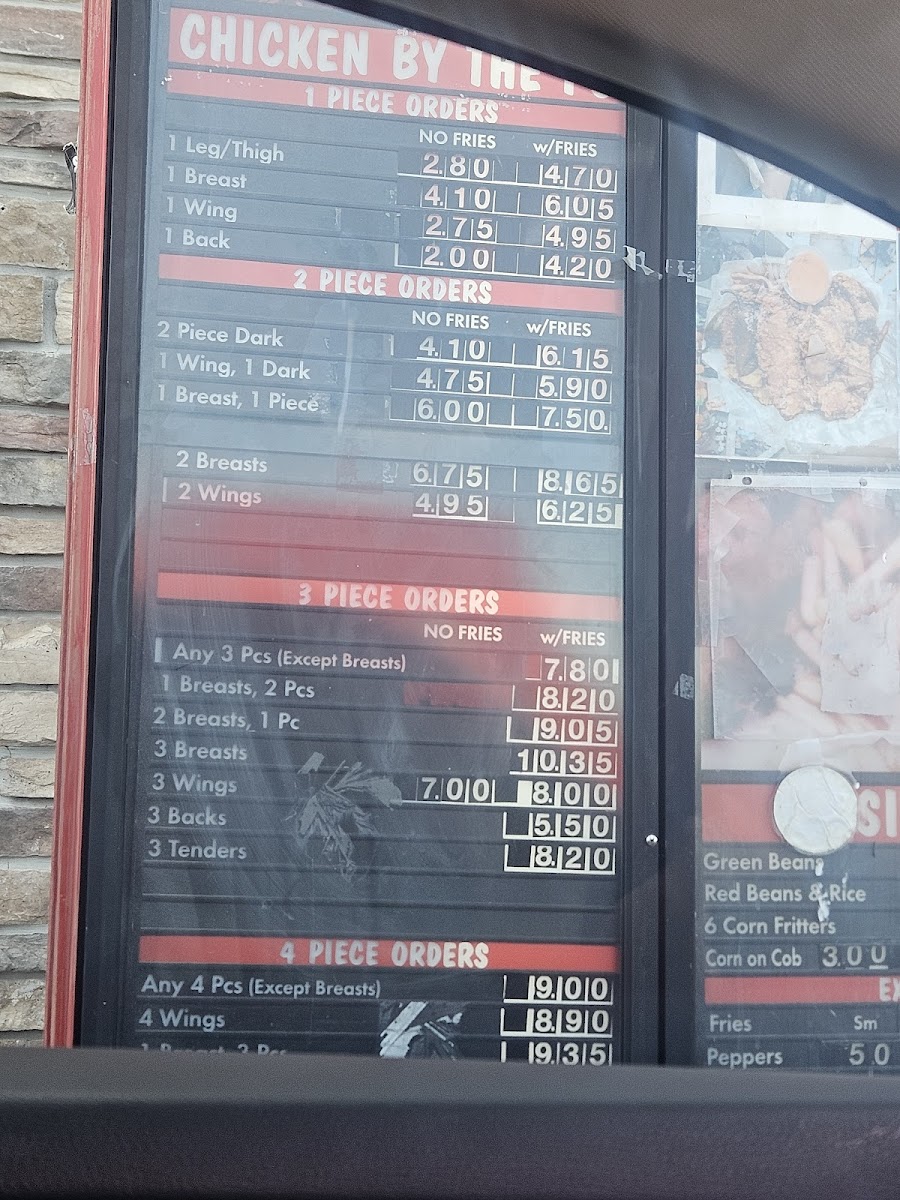 CHICKEN BY THE
1 PIECE ORDERS
NO FRIES w/FRIES
1 Leg/Thigh 2.80 4.70
1 Breast 4.10 6.05
1 Wing 2.75 4.95
1 Back 2.00 4.20
2 PIECE ORDERS
NO FRIES w/FRIES
2 Piece Dark 4.10 6.15
1 Wing, 1 Dark 4.75 5.90
1 Breast, 1 Piece 6.00 7.50.
2 Breasts 6.75 8.65
2 Wings 4.95 6.25
3 PIECE ORDERS
NO FRIES w/FRIES
Any 3 Pcs (Except Breasts) 7.80
1 Breasts, 2 Pcs 8.20
2 Breasts, 1 Pc 9.05
3 Breasts 10.35
3 Wings 7.00 8.00
3 Backs 5.50
3 Tenders 8.20
4 PIECE ORDERS
Any 4 Pcs (Except Breasts) 9.00
4 Wings 8.90
1 Breast, 3 Pcs 9.35
SI
Green Beans
Red Beans & Rice
6 Corn Fritters
Corn on Cob 3.00
EX
Fries Sm
Peppers 50